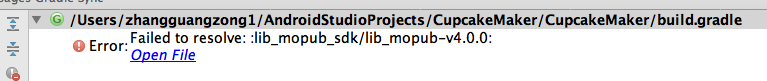 /Users/zhangguangzong1/AndroidStudioProjects/CupcakeMaker/CupcakeMaker/build.gradle
Error: Failed to resolve: :lib_mopub_sdk/lib_mopub-v4.0.0:
Open File